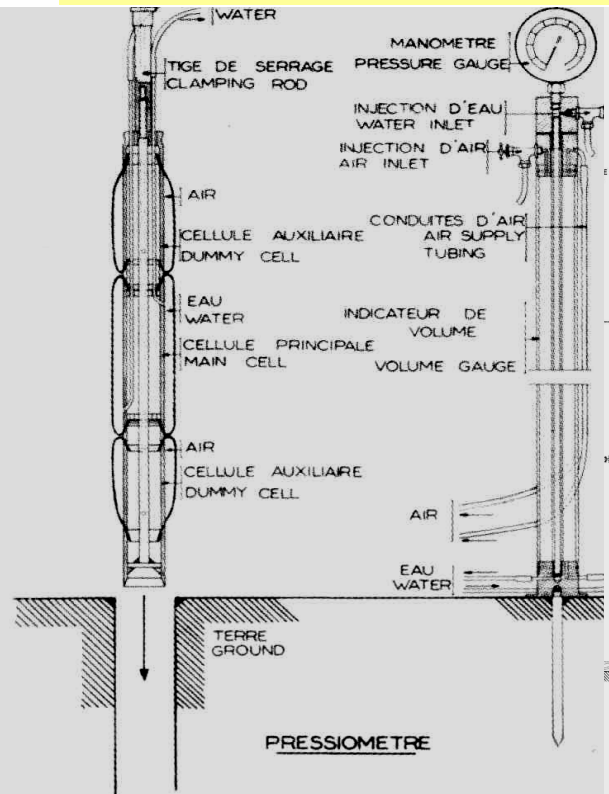 WATER
TIGE DE SERRAGE
CLAMPING ROD
AIR
CELLULE AUXILIAIRE
DUMMY CELL
EAU
WATER
CELLULE PRINCIPALE
MAIN CELL
AIR
CELLULE AUXILIAIRE
DUMMY CELL
TERRE
GROUND
MANOMETRE
PRESSURE GAUGE
INJECTION D'EAU
WATER INLET
INJECTION D'AIR
AIR INLET
CONDUITES D'AIR
AIR SUPPLY
TUBING
INDICATEUR DE
VOLUME
VOLUME GAUGE
AIR
EAU
WATER
PRESSIOMETRE